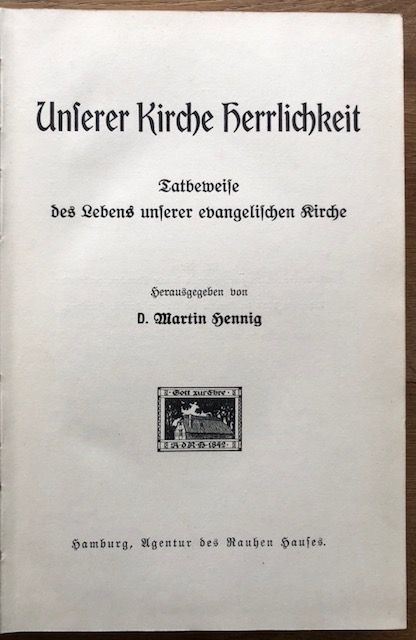 Unſerer Kirche Herrlichkeit
Tatbeweiſe
des Lebens unſerer evangeliſchen Kirche
Herausgegeben von
D. Martin Hennig
· Gott zur Ehre ·
A d R H 1842
Hamburg, Agentur des Rauhen Hauſes.